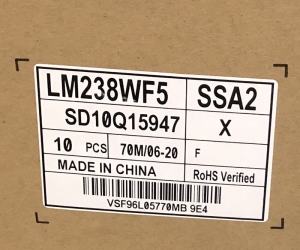 LM238WF5 SSA2
SD10Q15947 X
10 PCS 70M/06-20 F
MADE IN CHINA RoHS Verified
VSF96L05770MB 9E4